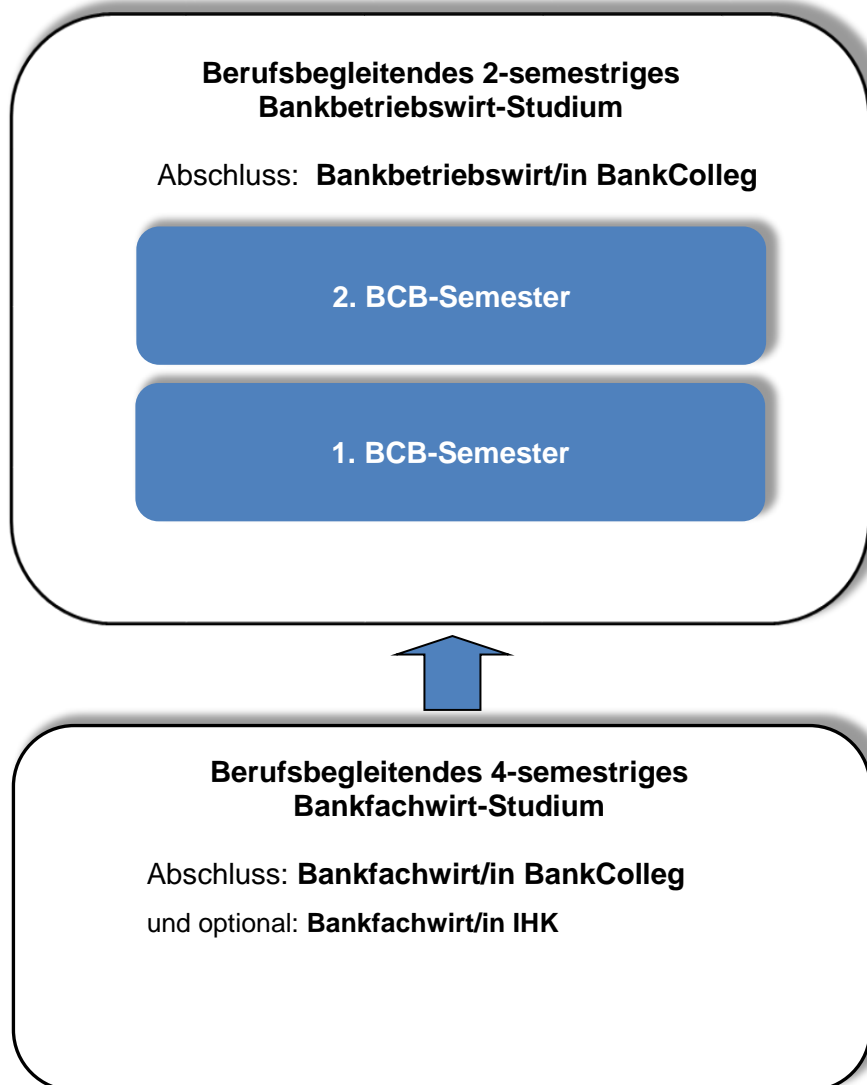 Berufsbegleitendes 2-semestriges
Bankbetriebswirt-Studium
Abschluss: Bankbetriebswirt/in BankColleg
2. BCB-Semester
1. BCB-Semester
Berufsbegleitendes 4-semestriges
Bankfachwirt-Studium
Abschluss: Bankfachwirt/in BankColleg
und optional: Bankfachwirt/in IHK